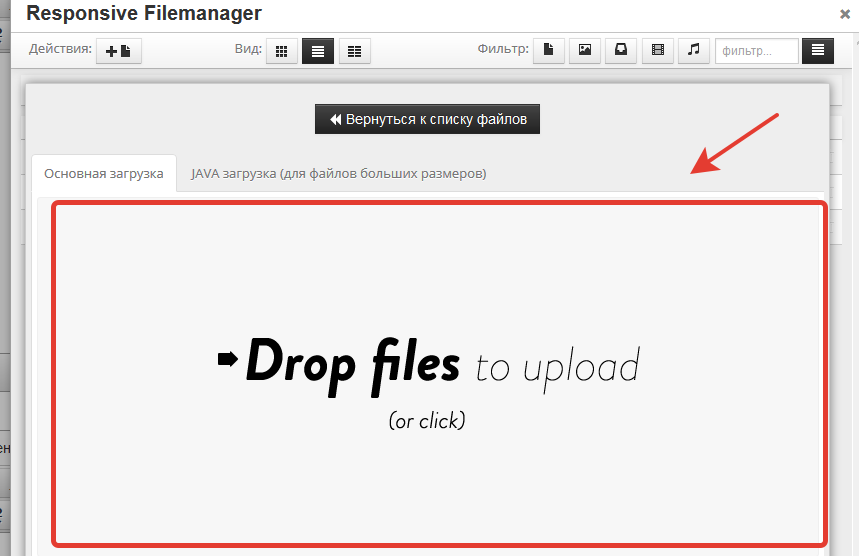 Responsive Filemanager
Действия:
Вид:
Фильтр:
фильтр...
Вернуться к списку файлов
Основная загрузка
JAVA загрузка (для файлов больших размеров)
Drop files to upload
(or click)